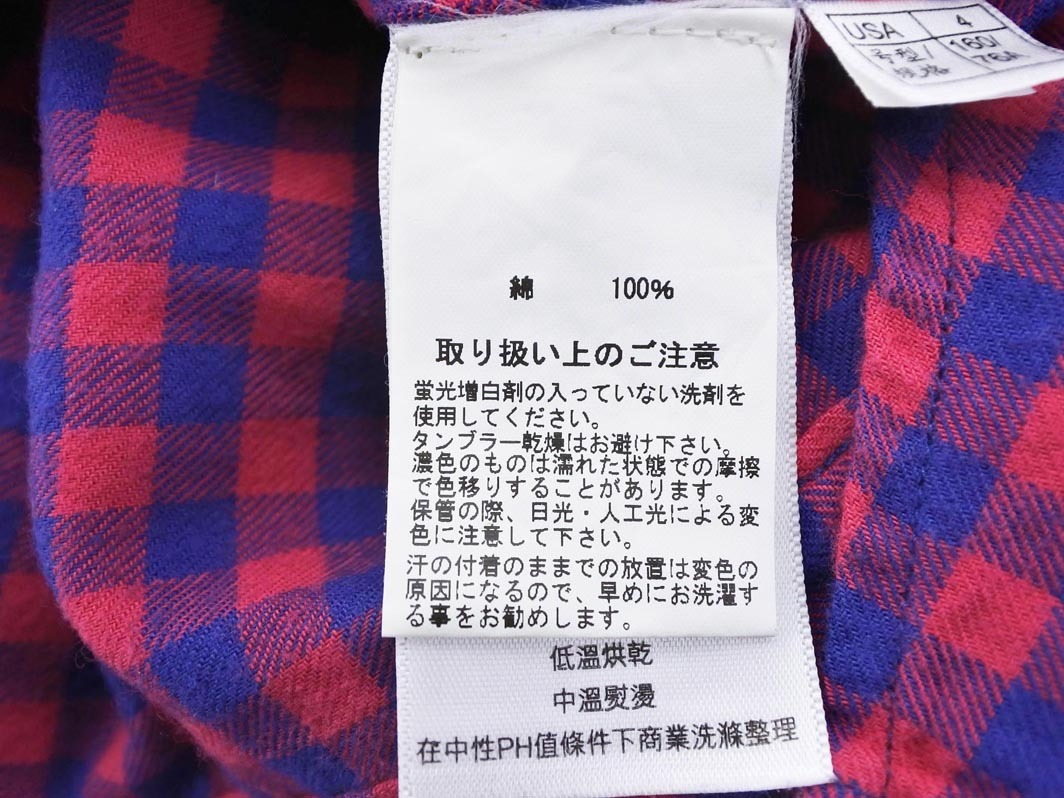 USA 4
号型/ 160/
规格 78A
綿 100%
取り扱い上のご注意
蛍光増白剤の入っていない洗剤を
使用してください。
タンブラー乾燥はお避け下さい。
濃色のものは濡れた状態での摩擦
で色移りすることがあります。
保管の際、日光・人工光による変
色に注意して下さい。
汗の付着のままでの放置は変色の
原因になるので、早めにお洗濯す
る事をお勧めします。
低溫烘乾
中溫熨燙
在中性PH值條件下商業洗滌整理